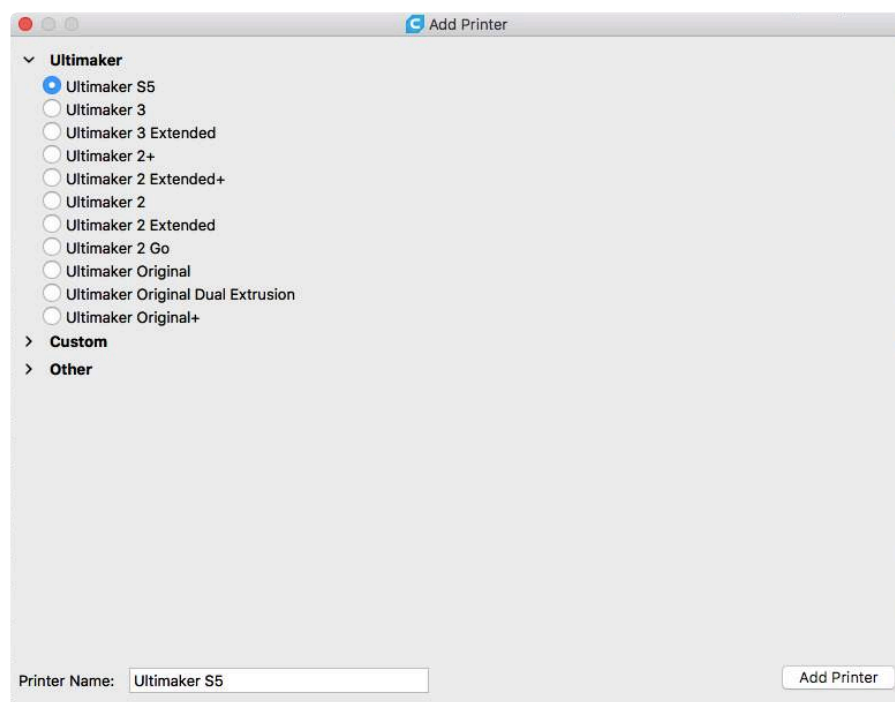 Add Printer
Ultimaker
Ultimaker S5
Ultimaker 3
Ultimaker 3 Extended
Ultimaker 2+
Ultimaker 2 Extended+
Ultimaker 2
Ultimaker 2 Extended
Ultimaker 2 Go
Ultimaker Original
Ultimaker Original Dual Extrusion
Ultimaker Original+
Custom
Other
Printer Name: Ultimaker S5 Add Printer